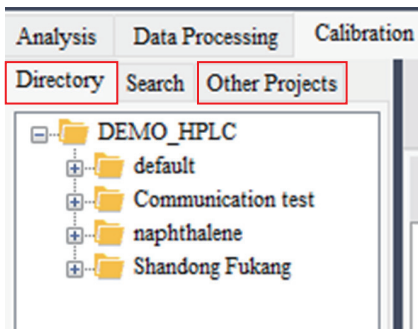 Analysis Data Processing Calibration
Directory Search Other Projects
DEMO_HPLC
default
Communication test
naphthalene
Shandong Fukang